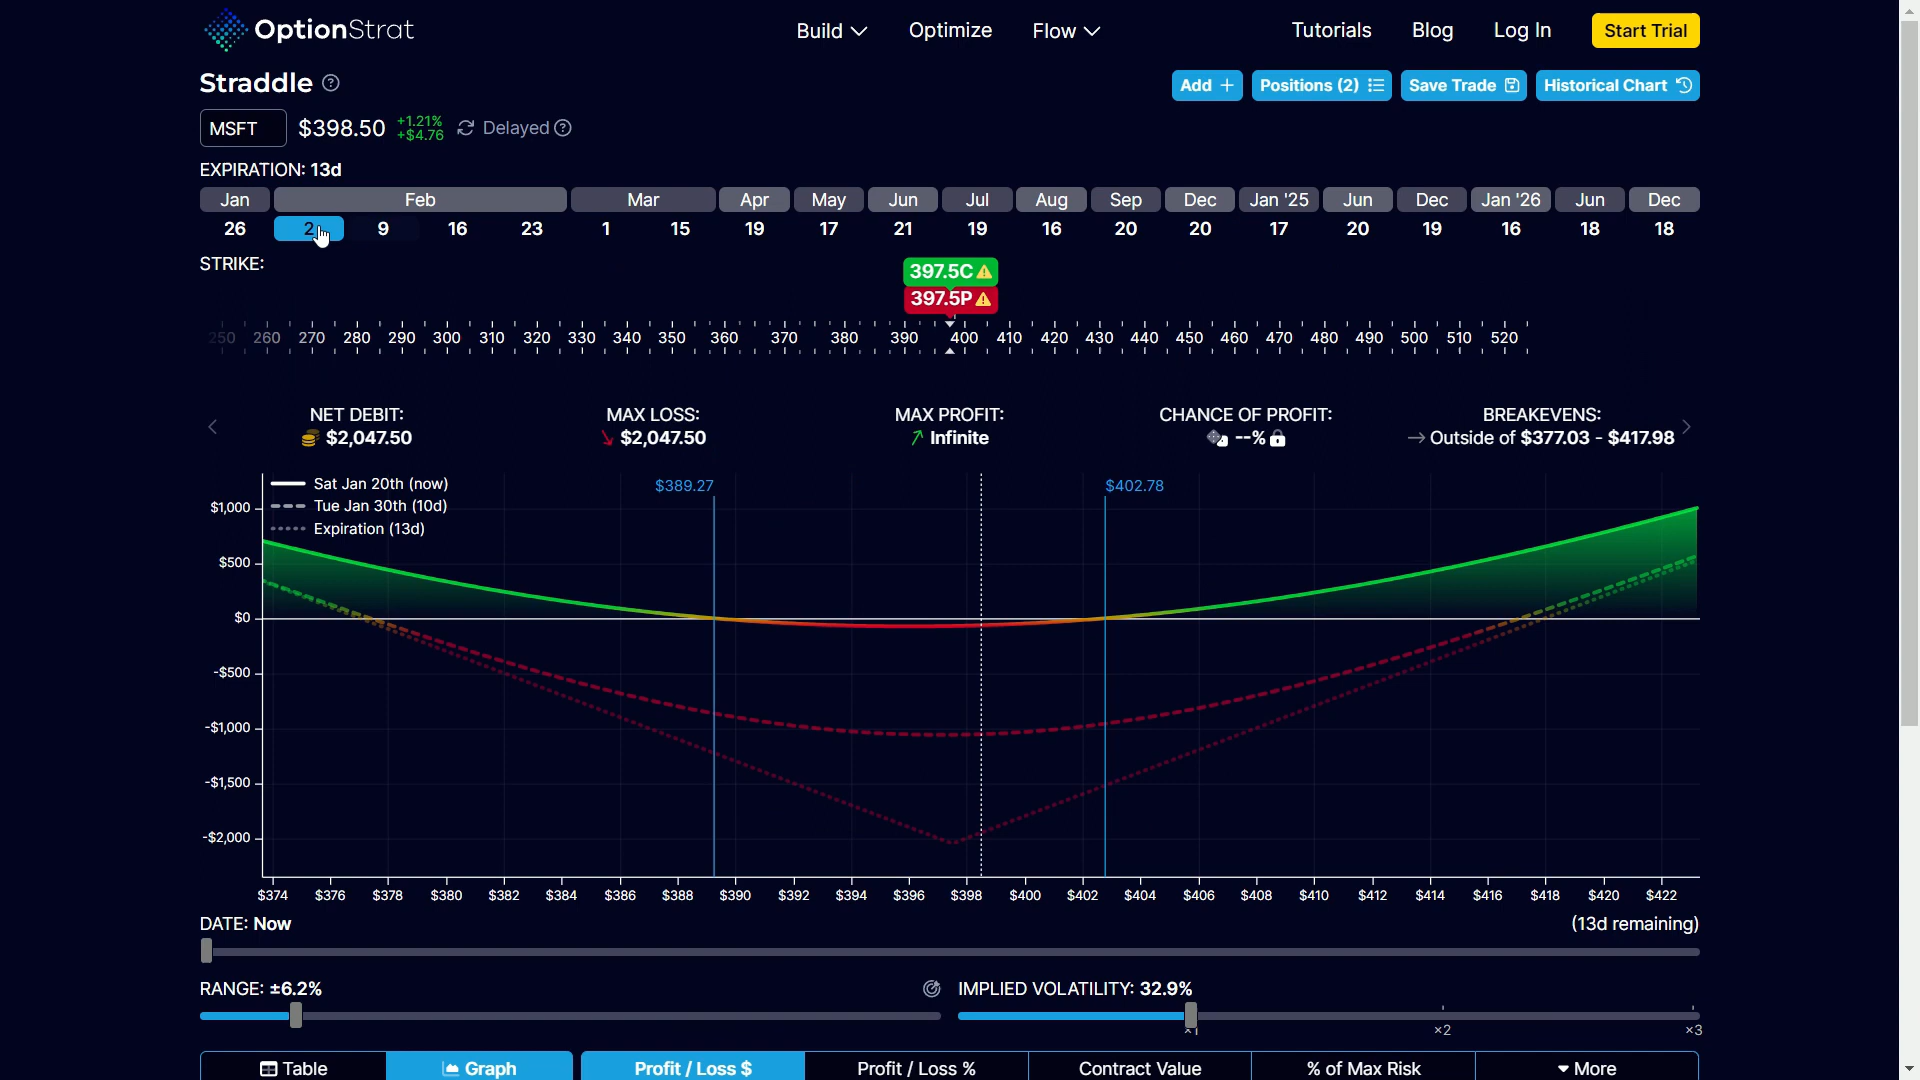 OptionStrat Build Optimize Flow Tutorials Blog Log In Start Trial
Straddle ? Add + Positions (2) Save Trade Historical Chart
MSFT $398.50 +1.21% +$4.76 Delayed ?
EXPIRATION: 13d
Jan Feb Mar Apr May Jun Jul Aug Sep Dec Jan '25 Jun Dec Jan '26 Jun Dec
26 2 9 16 23 1 15 19 17 21 19 16 20 20 17 20 19 16 18 18
STRIKE:
397.5C
397.5P
250 260 270 280 290 300 310 320 330 340 350 360 370 380 390 400 410 420 430 440 450 460 470 480 490 500 510 520
NET DEBIT: MAX LOSS: MAX PROFIT: CHANCE OF PROFIT: BREAKEVENS:
$2,047.50 $2,047.50 Infinite --% Outside of $377.03 - $417.98
Sat Jan 20th (now)
Tue Jan 30th (10d)
Expiration (13d)
$389.27 $402.78
$1,000
$500
$0
-$500
-$1,000
-$1,500
-$2,000
$374 $376 $378 $380 $382 $384 $386 $388 $390 $392 $394 $396 $398 $400 $402 $404 $406 $408 $410 $412 $414 $416 $418 $420 $422
DATE: Now (13d remaining)
RANGE: ±6.2% IMPLIED VOLATILITY: 32.9%
x1 x2 x3
Table Graph Profit / Loss $ Profit / Loss % Contract Value % of Max Risk More